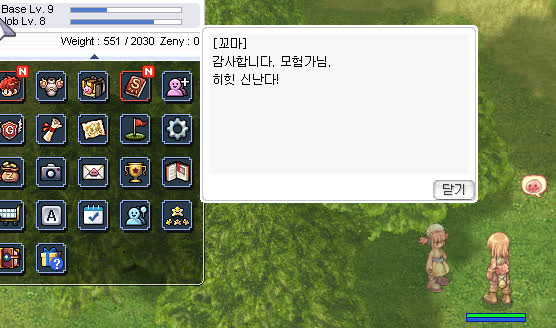 Base Lv. 9
Job Lv. 8
Weight : 551 / 2030 Zeny : 0
N
N
[꼬마]
감사합니다. 모험가님.
히힛 신난다!
닫기
S
G
A
?